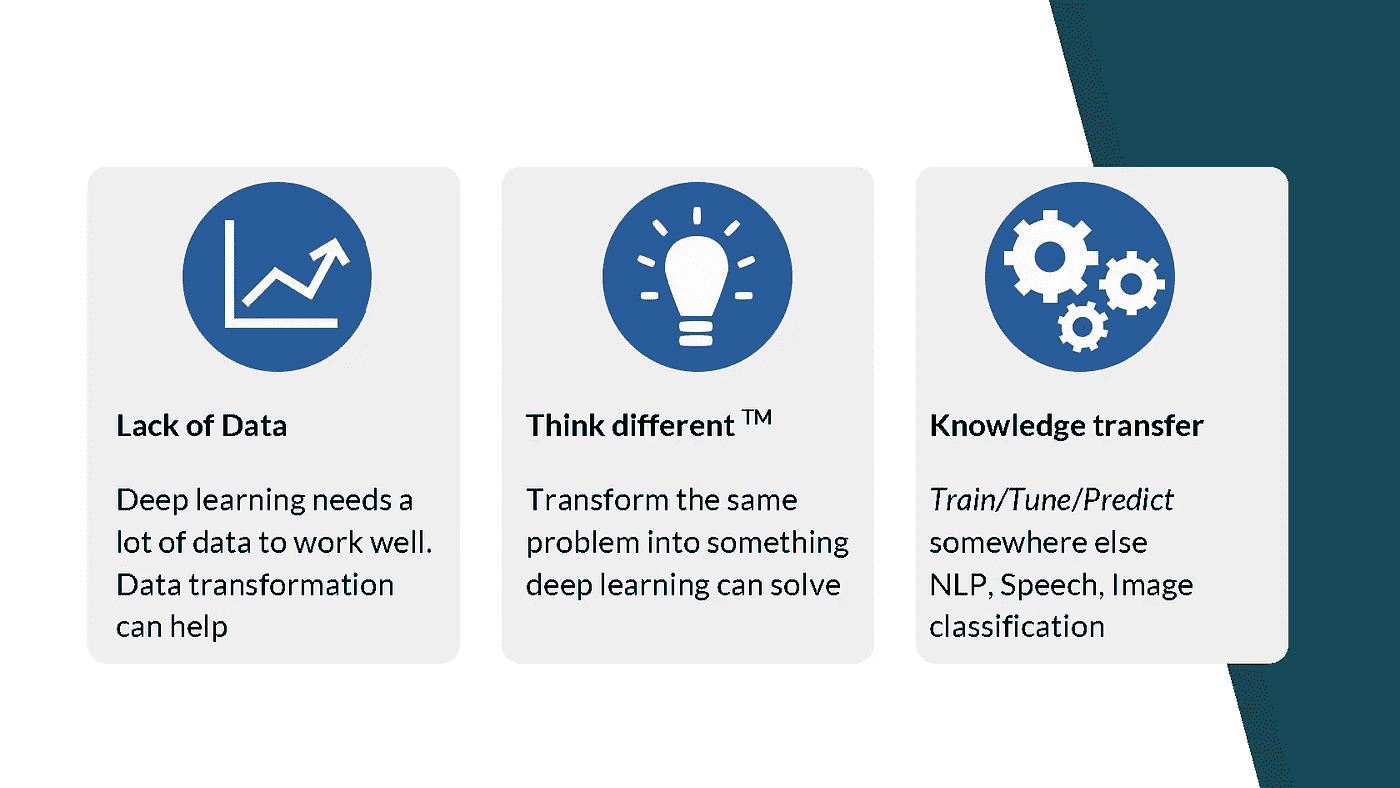 Lack of Data
Deep learning needs a
lot of data to work well.
Data transformation
can help
Think different TM
Transform the same
problem into something
deep learning can solve
Knowledge transfer
Train/Tune/Predict
somewhere else
NLP, Speech, Image
classification